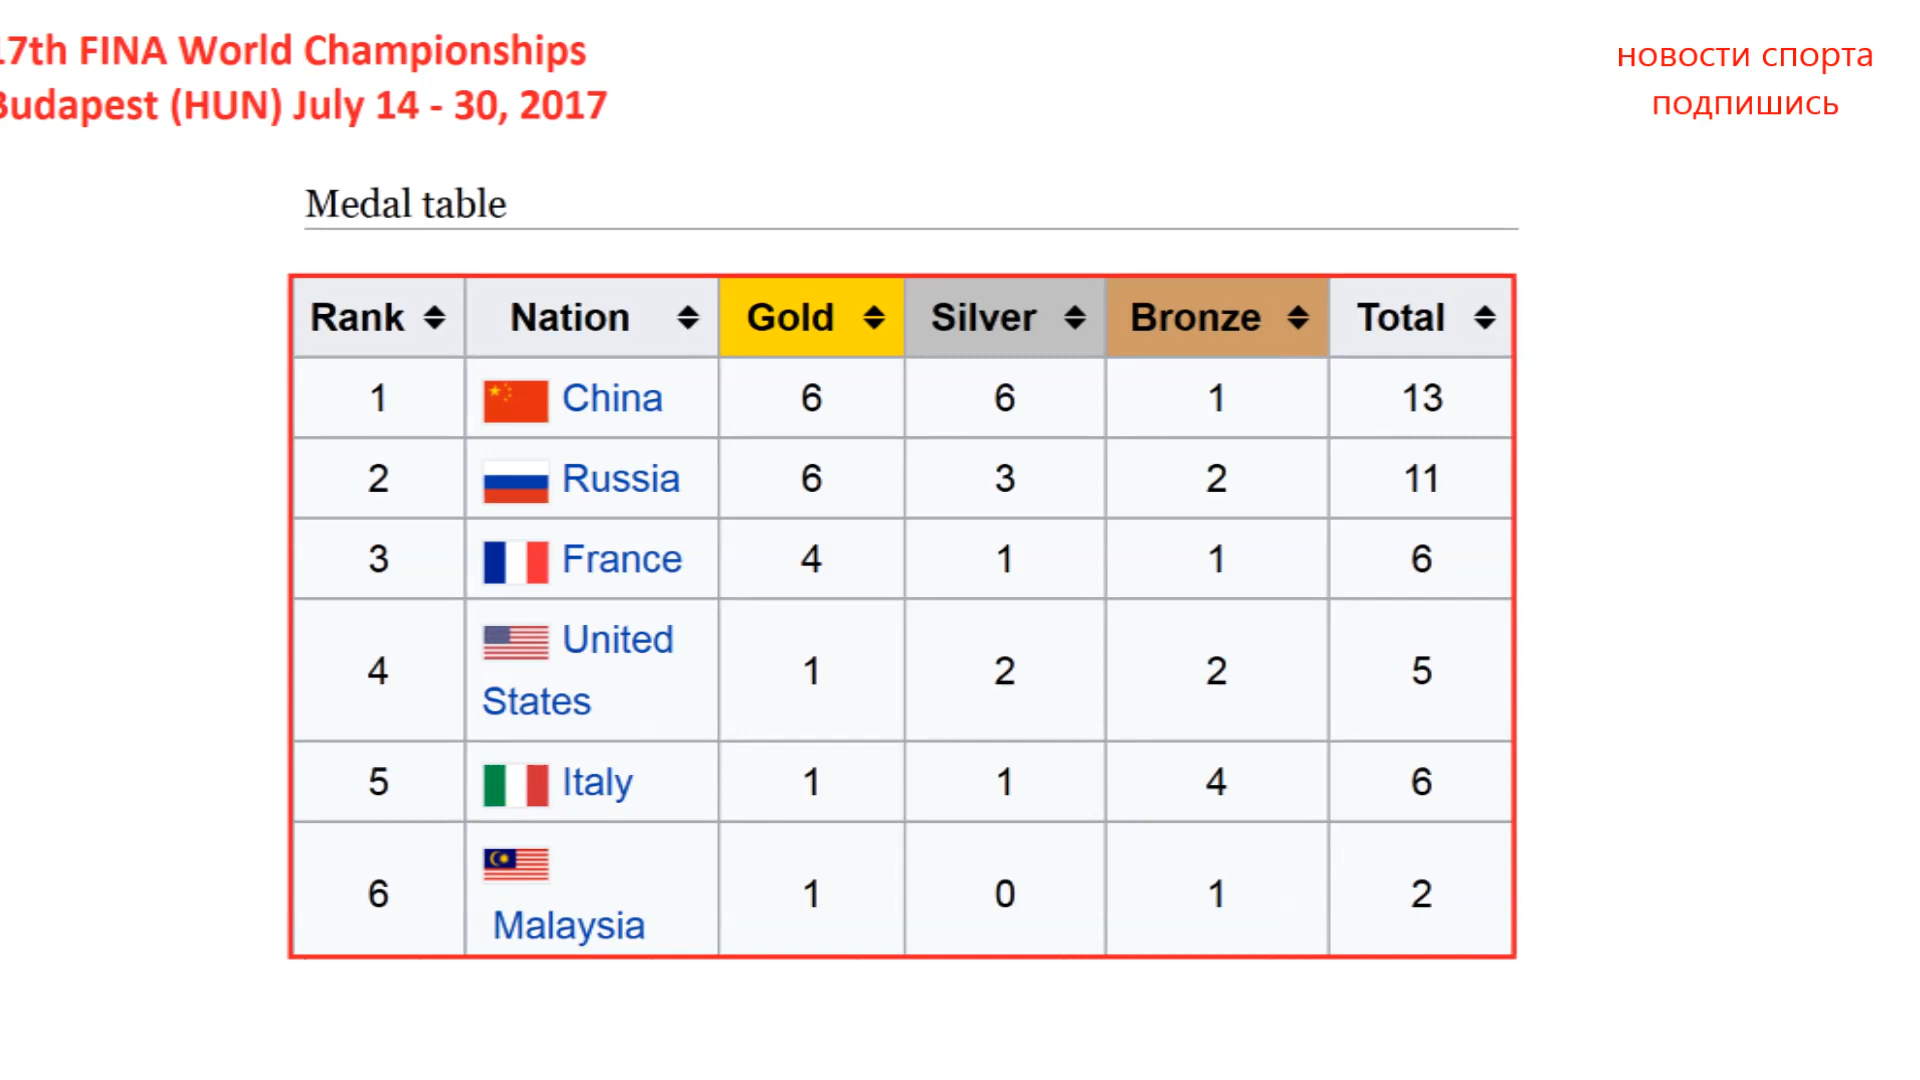 17th FINA World Championships
Budapest (HUN) July 14 - 30, 2017
новости спорта
подпишись
Medal table
Rank Nation Gold Silver Bronze Total
1 China 6 6 1 13
2 Russia 6 3 2 11
3 France 4 1 1 6
4 United States 1 2 2 5
5 Italy 1 1 4 6
6 Malaysia 1 0 1 2